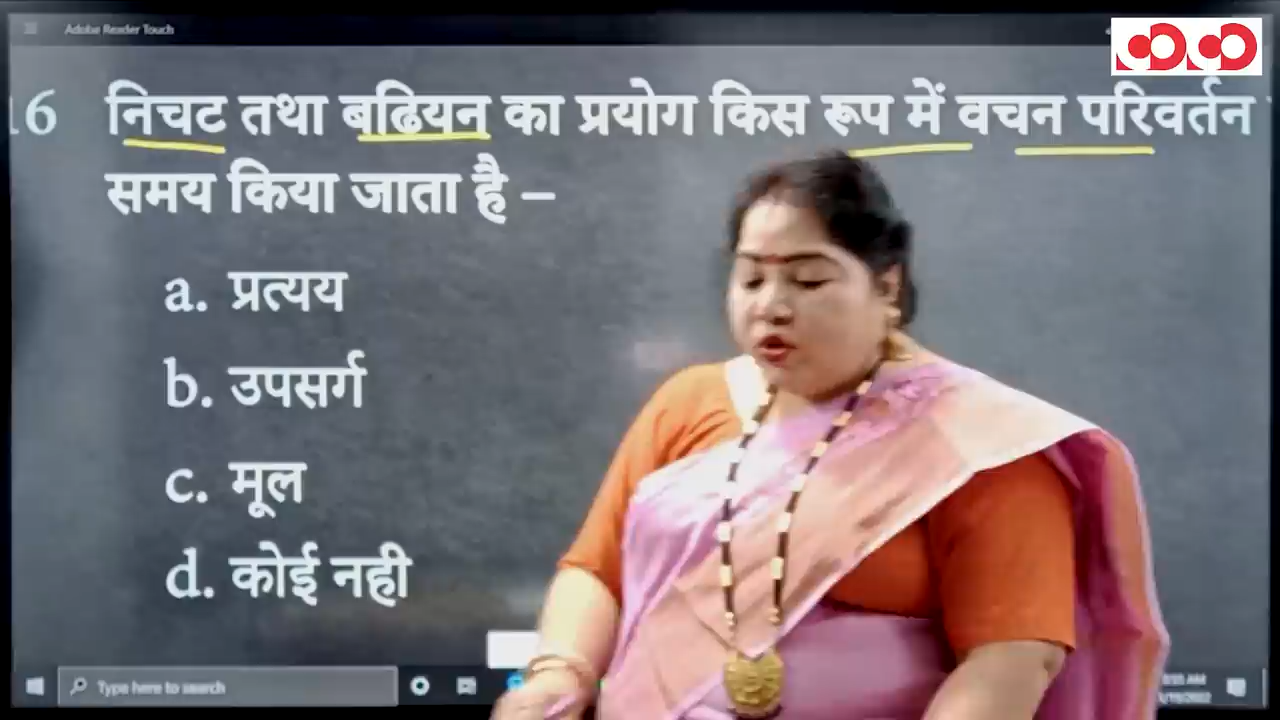 Adobe Reader Touch
16 निचट तथा बढियन का प्रयोग किस रूप में वचन परिवर्तन
समय किया जाता है –
a. प्रत्यय
b. उपसर्ग
c. मूल
d. कोई नही
Type here to search